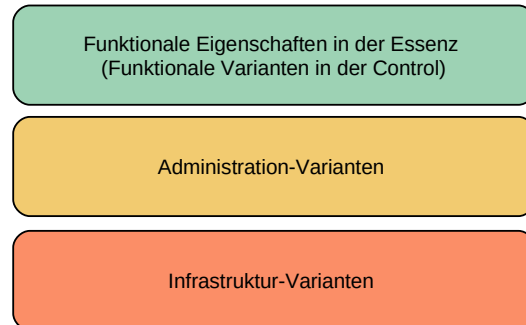 Funktionale Eigenschaften in der Essenz
(Funktionale Varianten in der Control)
Administration-Varianten
Infrastruktur-Varianten